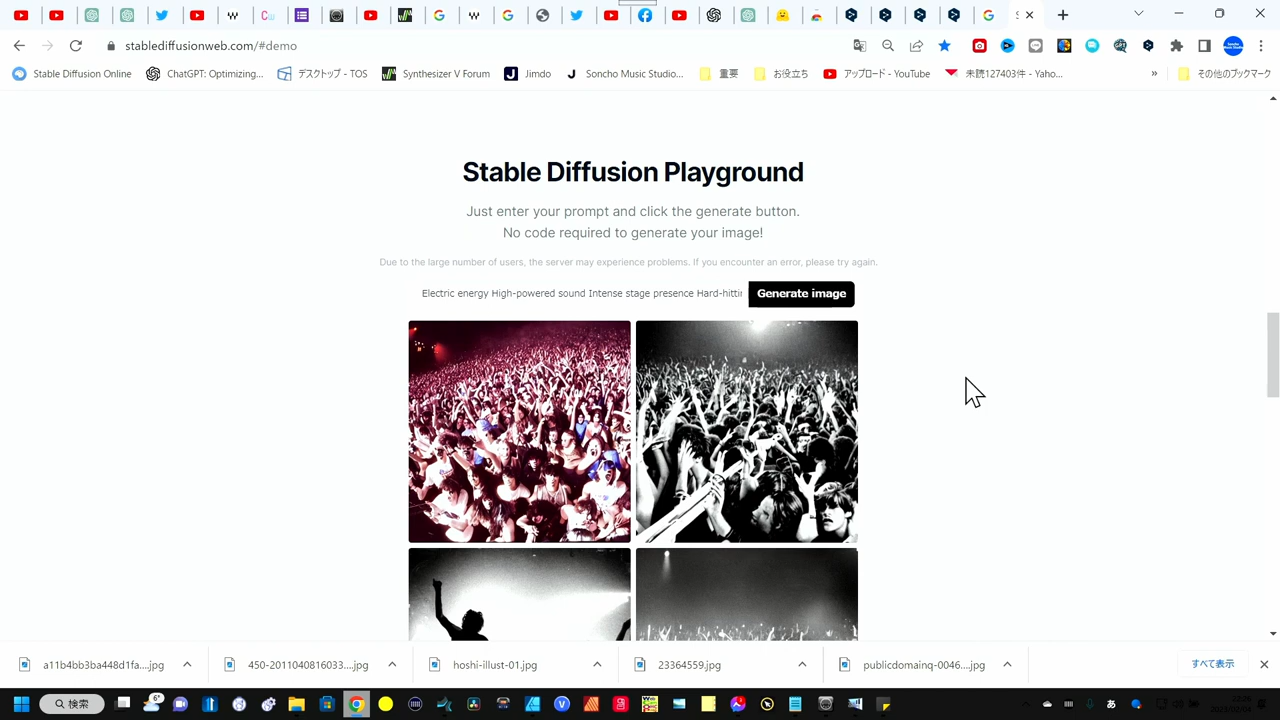 stablediffusionweb.com/#demo
Stable Diffusion Online
ChatGPT: Optimizing...
デスクトップ - TOS
Synthesizer V Forum
Jimdo
Soncho Music Studio...
重要
お役立ち
アップロード - YouTube
未読127403件 - Yaho...
»
その他のブックマーク
Stable Diffusion Playground
Just enter your prompt and click the generate button.
No code required to generate your image!
Due to the large number of users, the server may experience problems. If you encounter an error, please try again.
Electric energy High-powered sound Intense stage presence Hard-hittin
Generate image
a11b4bb3ba448d1fa....jpg
450-2011040816033....jpg
hoshi-illust-01.jpg
23364559.jpg
publicdomainq-0046....jpg
すべて表示
検索
6°
あ